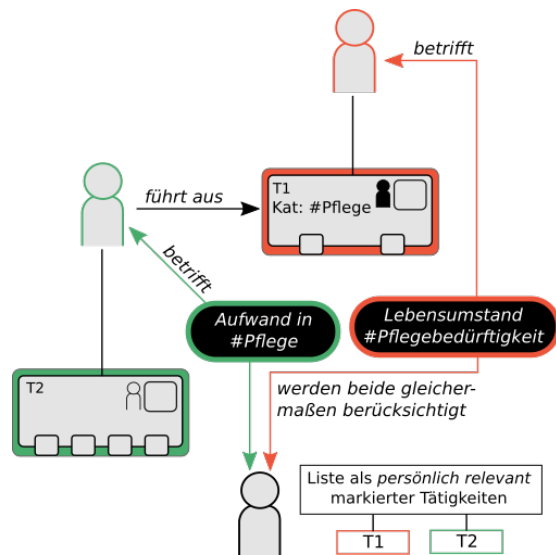 betrifft
T1
Kat: #Pflege
führt aus
betrifft
Aufwand in
#Pflege
Lebensumstand
#Pflegebedürftigkeit
T2
werden beide gleicher-
maßen berücksichtigt
Liste als persönlich relevant
markierter Tätigkeiten
T1
T2